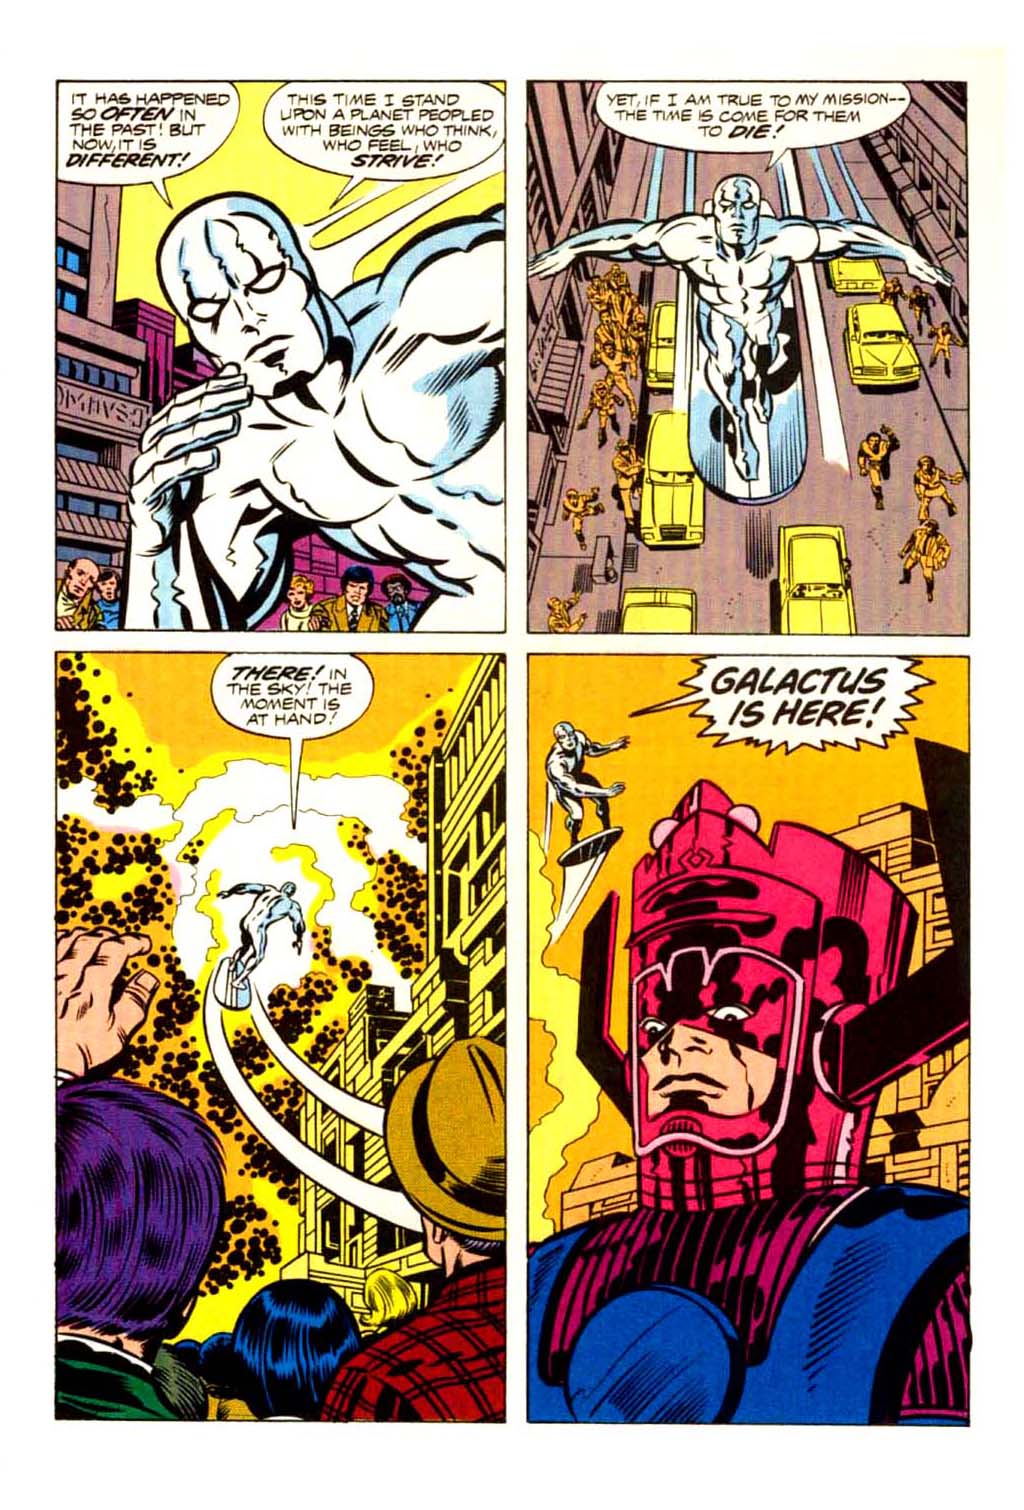 IT HAS HAPPENED
SO OFTEN IN
THE PAST! BUT
NOW, IT IS
DIFFERENT!
THIS TIME I STAND
UPON A PLANET PEOPLED
WITH BEINGS WHO THINK,
WHO FEEL, WHO
STRIVE!
YET, IF I AM TRUE TO MY MISSION--
THE TIME IS COME FOR THEM
TO DIE!
THERE! IN
THE SKY! THE
MOMENT IS
AT HAND!
GALACTUS
IS HERE!